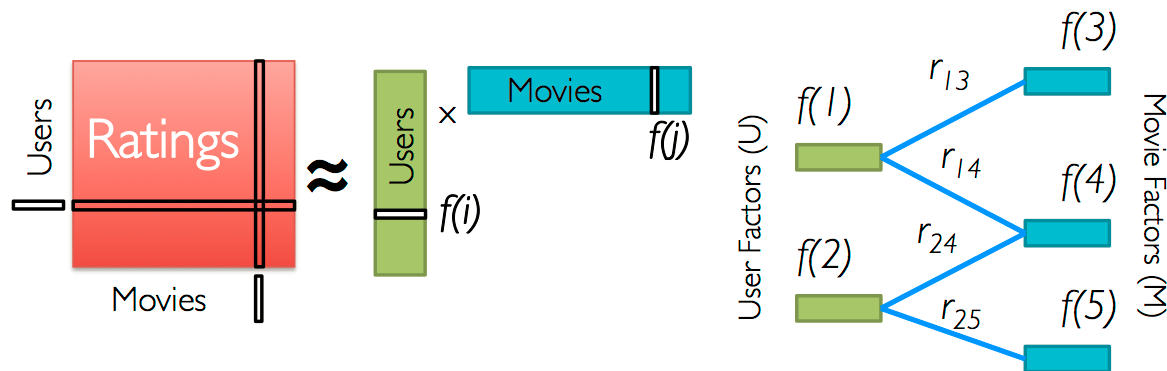 Users
Ratings
Movies
≈
Users
f(i)
x
Movies
f(j)
User Factors (U)
f(1)
f(2)
r13
r14
r24
r25
f(3)
f(4)
f(5)
Movie Factors (M)